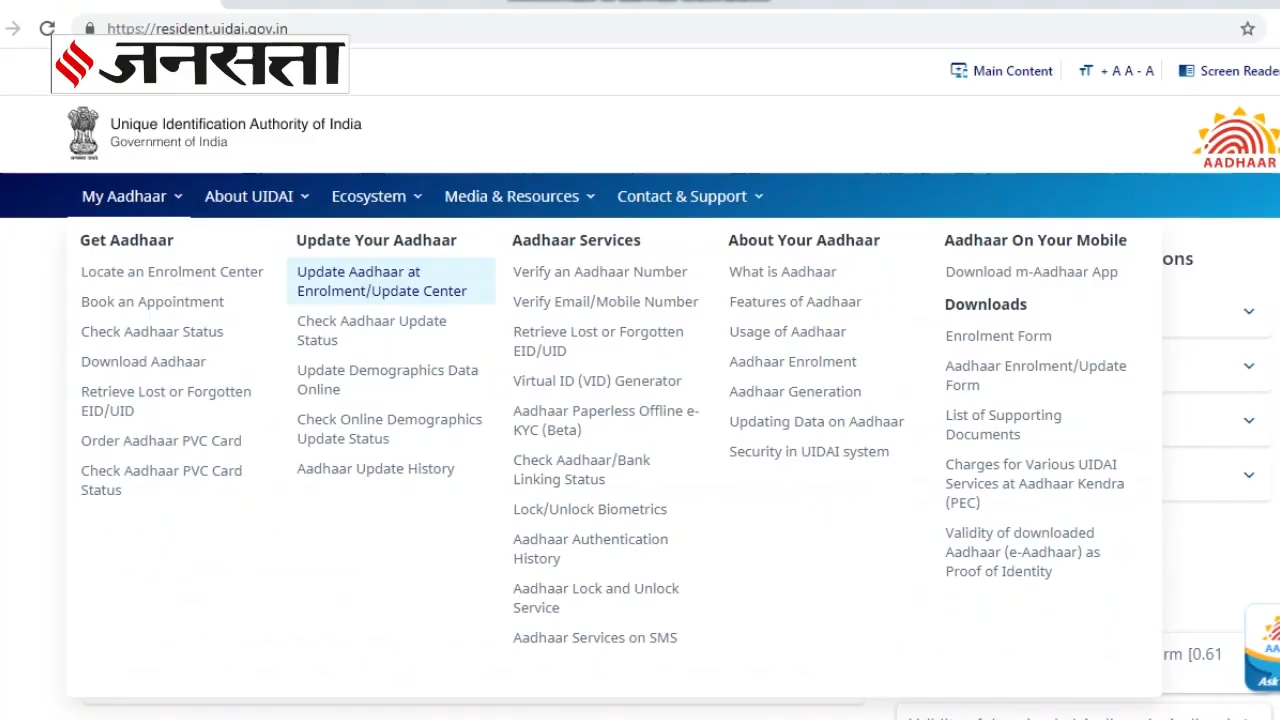 https://resident.uidai.gov.in
जनसत्ता
Main Content
+ A A - A
Screen Reade
Unique Identification Authority of India
Government of India
AADHAAR
My Aadhaar
About UIDAI
Ecosystem
Media & Resources
Contact & Support
Get Aadhaar
Locate an Enrolment Center
Book an Appointment
Check Aadhaar Status
Download Aadhaar
Retrieve Lost or Forgotten
EID/UID
Order Aadhaar PVC Card
Check Aadhaar PVC Card
Status
Update Your Aadhaar
Update Aadhaar at
Enrolment/Update Center
Check Aadhaar Update
Status
Update Demographics Data
Online
Check Online Demographics
Update Status
Aadhaar Update History
Aadhaar Services
Verify an Aadhaar Number
Verify Email/Mobile Number
Retrieve Lost or Forgotten
EID/UID
Virtual ID (VID) Generator
Aadhaar Paperless Offline e-
KYC (Beta)
Check Aadhaar/Bank
Linking Status
Lock/Unlock Biometrics
Aadhaar Authentication
History
Aadhaar Lock and Unlock
Service
Aadhaar Services on SMS
About Your Aadhaar
What is Aadhaar
Features of Aadhaar
Usage of Aadhaar
Aadhaar Enrolment
Aadhaar Generation
Updating Data on Aadhaar
Security in UIDAI system
Aadhaar On Your Mobile
Download m-Aadhaar App
Downloads
Enrolment Form
Aadhaar Enrolment/Update
Form
List of Supporting
Documents
Charges for Various UIDAI
Services at Aadhaar Kendra
(PEC)
Validity of downloaded
Aadhaar (e-Aadhaar) as
Proof of Identity
ons
rm [0.61
AA
Ask